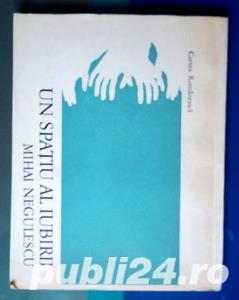 Cartea Românească
UN SPAȚIU AL IUBIRII
MIHAI NEGULESCU
publi24.ro